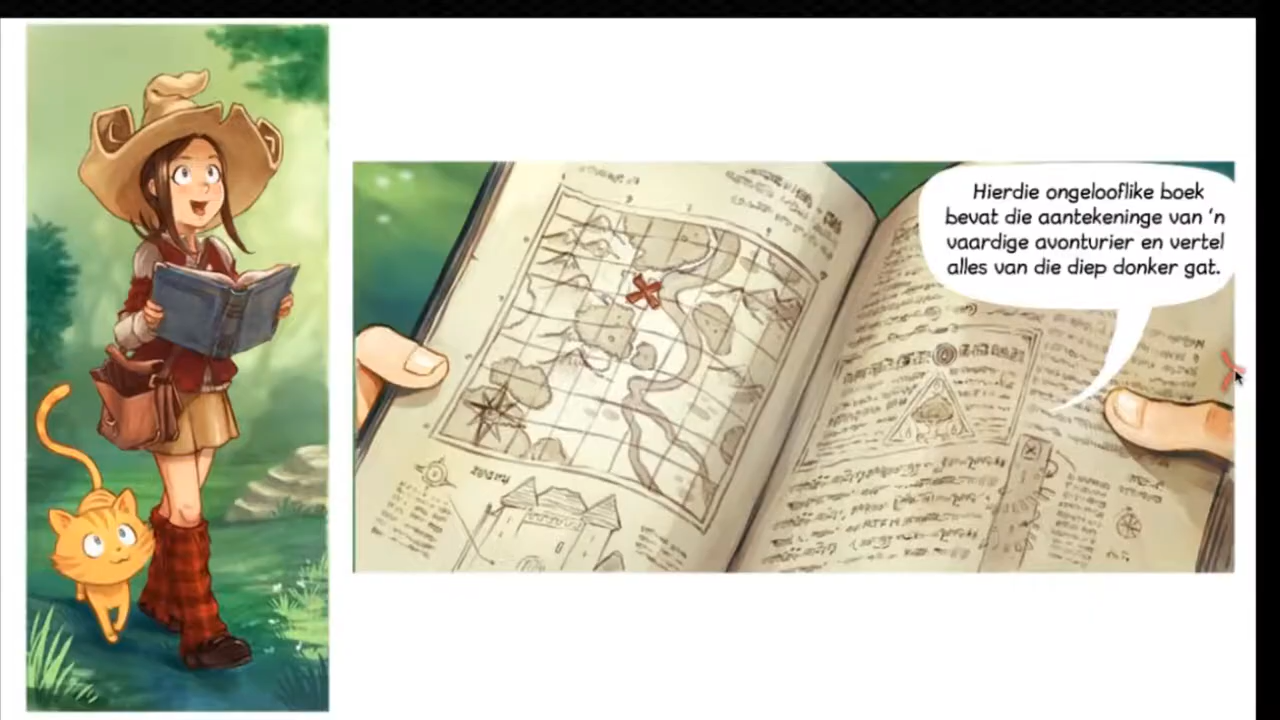 Hierdie ongelooflike boek
bevat die aantekeninge van 'n
vaardige avonturier en vertel
alles van die diep donker gat.